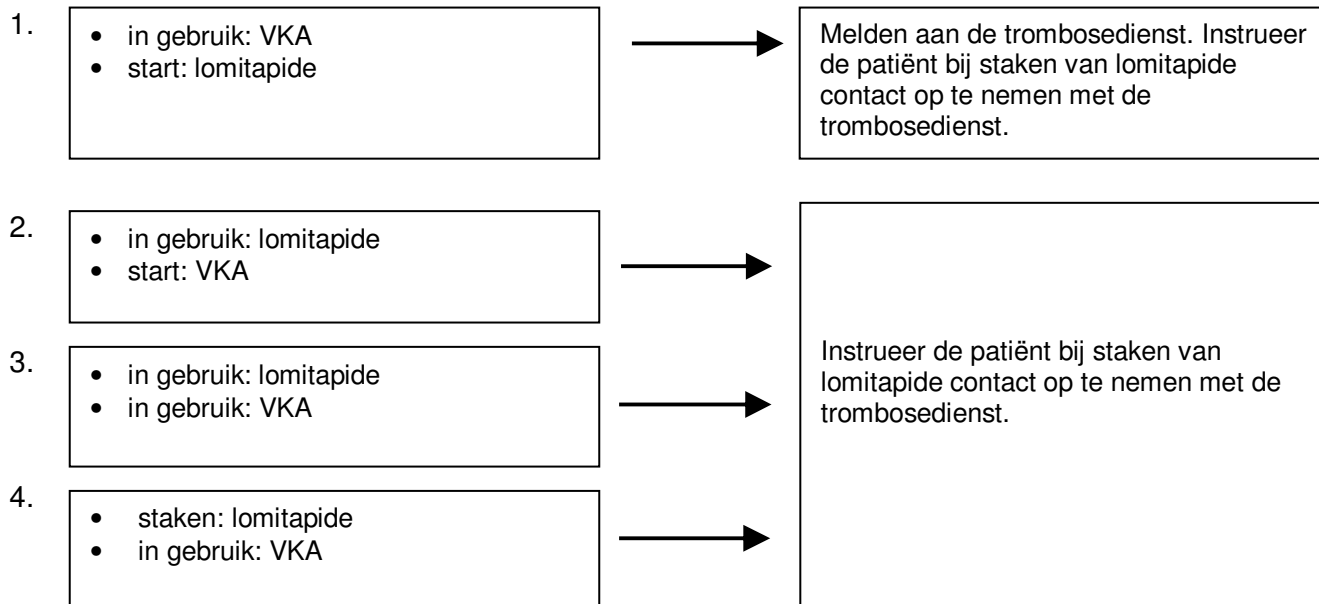 1.
• in gebruik: VKA
• start: lomitapide
Melden aan de trombosedienst. Instrueer
de patiënt bij staken van lomitapide
contact op te nemen met de
trombosedienst.
2.
• in gebruik: lomitapide
• start: VKA
3.
• in gebruik: lomitapide
• in gebruik: VKA
4.
• staken: lomitapide
• in gebruik: VKA
Instrueer de patiënt bij staken van
lomitapide contact op te nemen met de
trombosedienst.